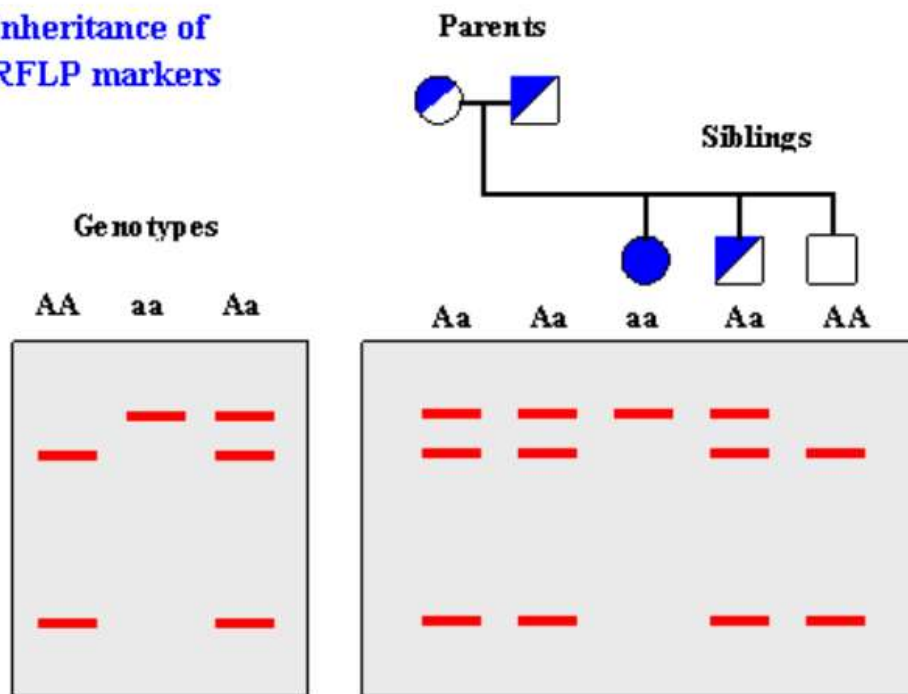 nheritance of
RFLP markers
Parents
Siblings
Genotypes
AA aa Aa
Aa Aa aa Aa AA